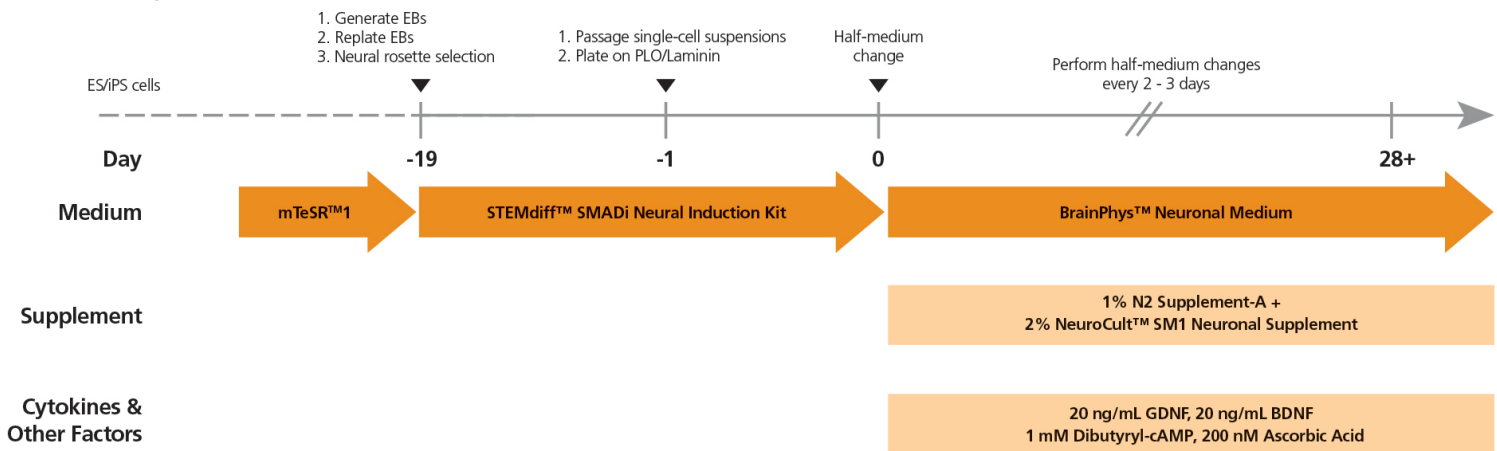 1. Generate EBs
2. Replate EBs
3. Neural rosette selection
1. Passage single-cell suspensions
2. Plate on PLO/Laminin
Half-medium
change
Perform half-medium changes
every 2 - 3 days
ES/iPS cells
Day
-19
-1
0
28+
Medium
mTeSR™1
STEMdiff™ SMADi Neural Induction Kit
BrainPhys™ Neuronal Medium
Supplement
1% N2 Supplement-A +
2% NeuroCult™ SM1 Neuronal Supplement
Cytokines &
Other Factors
20 ng/mL GDNF, 20 ng/mL BDNF
1 mM Dibutyryl-cAMP, 200 nM Ascorbic Acid